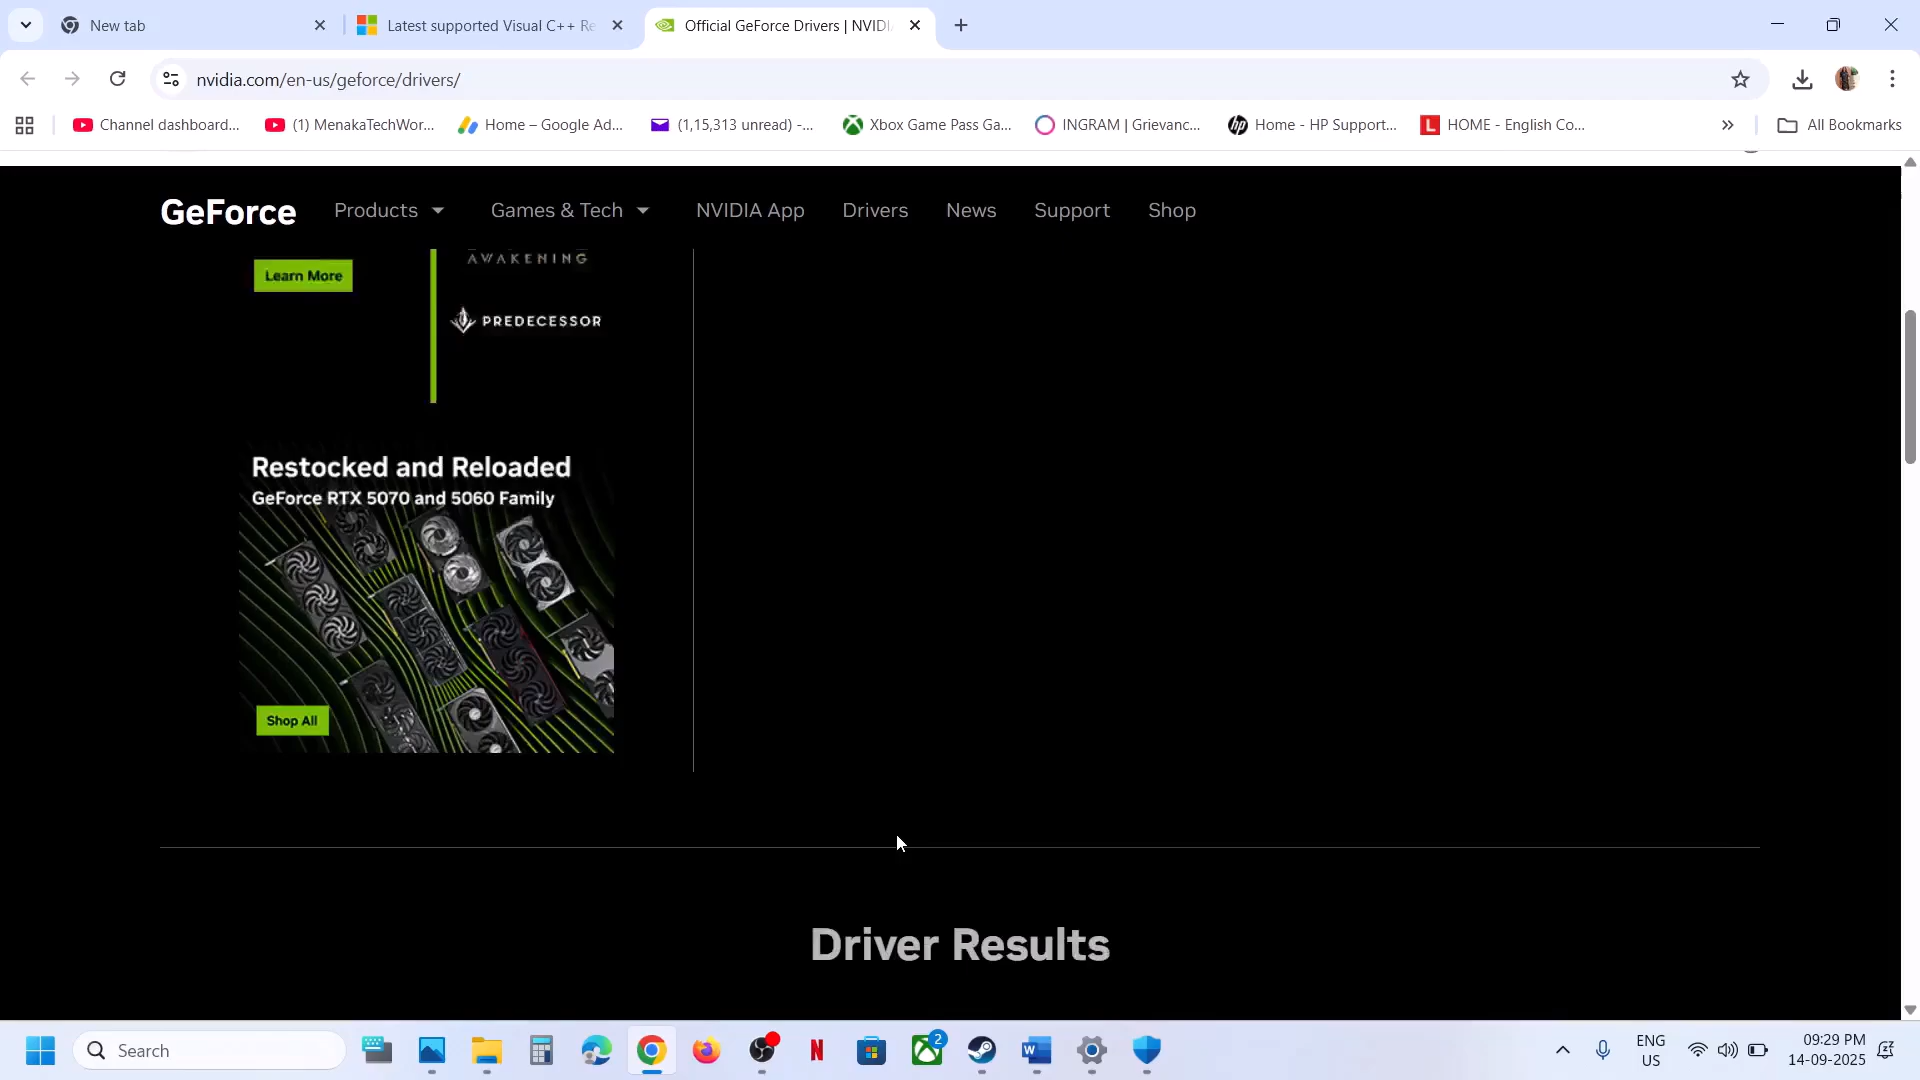 New tab
Latest supported Visual C++ Re
Official GeForce Drivers | NVIDI
nvidia.com/en-us/geforce/drivers/
Channel dashboard...
(1) MenakaTechWor...
Home – Google Ad...
(1,15,313 unread) -...
Xbox Game Pass Ga...
INGRAM | Grievanc...
Home - HP Support...
HOME - English Co...
All Bookmarks
GeForce
Products
Games & Tech
NVIDIA App
Drivers
News
Support
Shop
Learn More
AWAKENING
PREDECESSOR
Restocked and Reloaded
GeForce RTX 5070 and 5060 Family
Shop All
Driver Results
Search
2
ENG
US
09:29 PM
14-09-2025